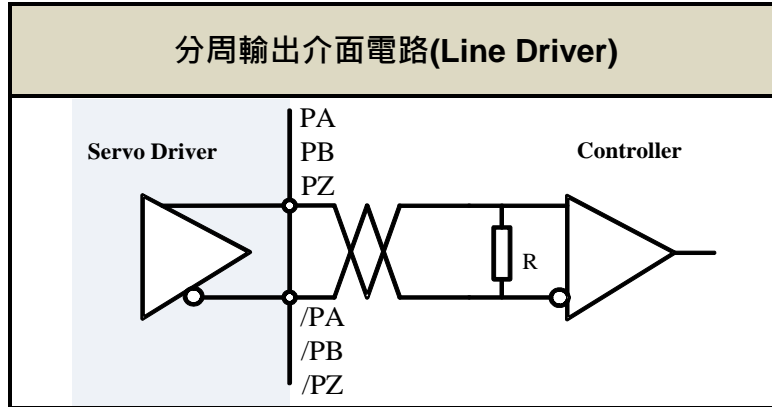 分周輸出介面電路(Line Driver)
PA
Servo Driver
PB
Controller
PZ
R
/PA
/PB
/PZ